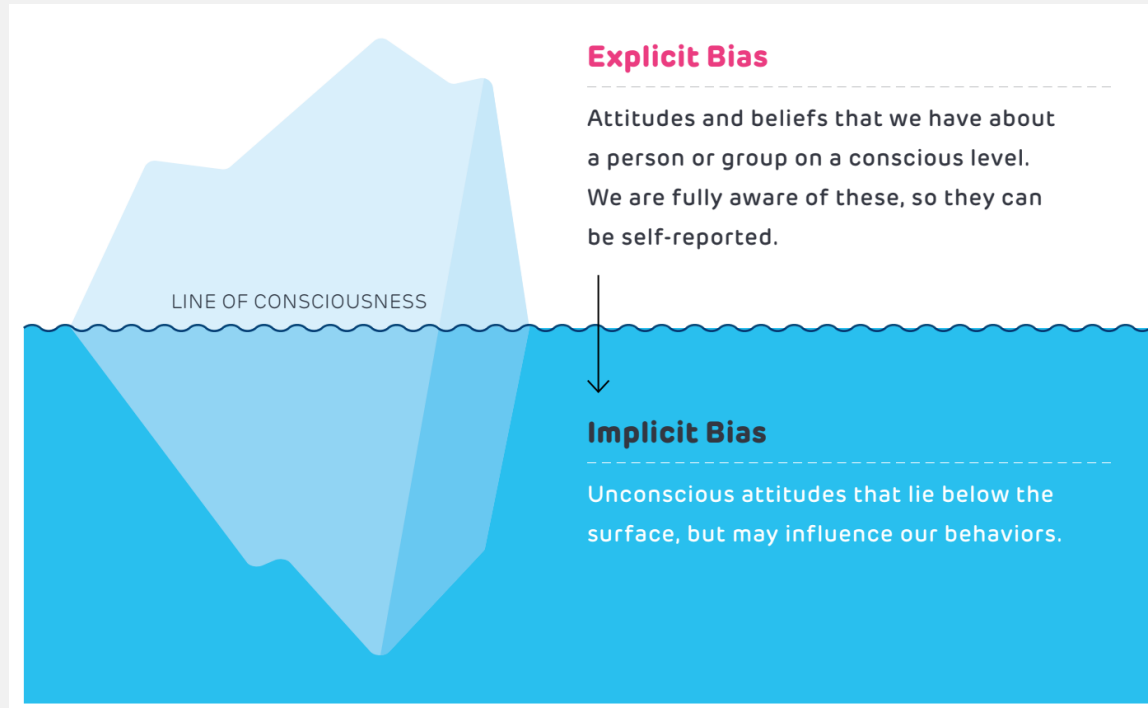 Explicit Bias
Attitudes and beliefs that we have about
a person or group on a conscious level.
We are fully aware of these, so they can
be self-reported.
LINE OF CONSCIOUSNESS
Implicit Bias
Unconscious attitudes that lie below the
surface, but may influence our behaviors.